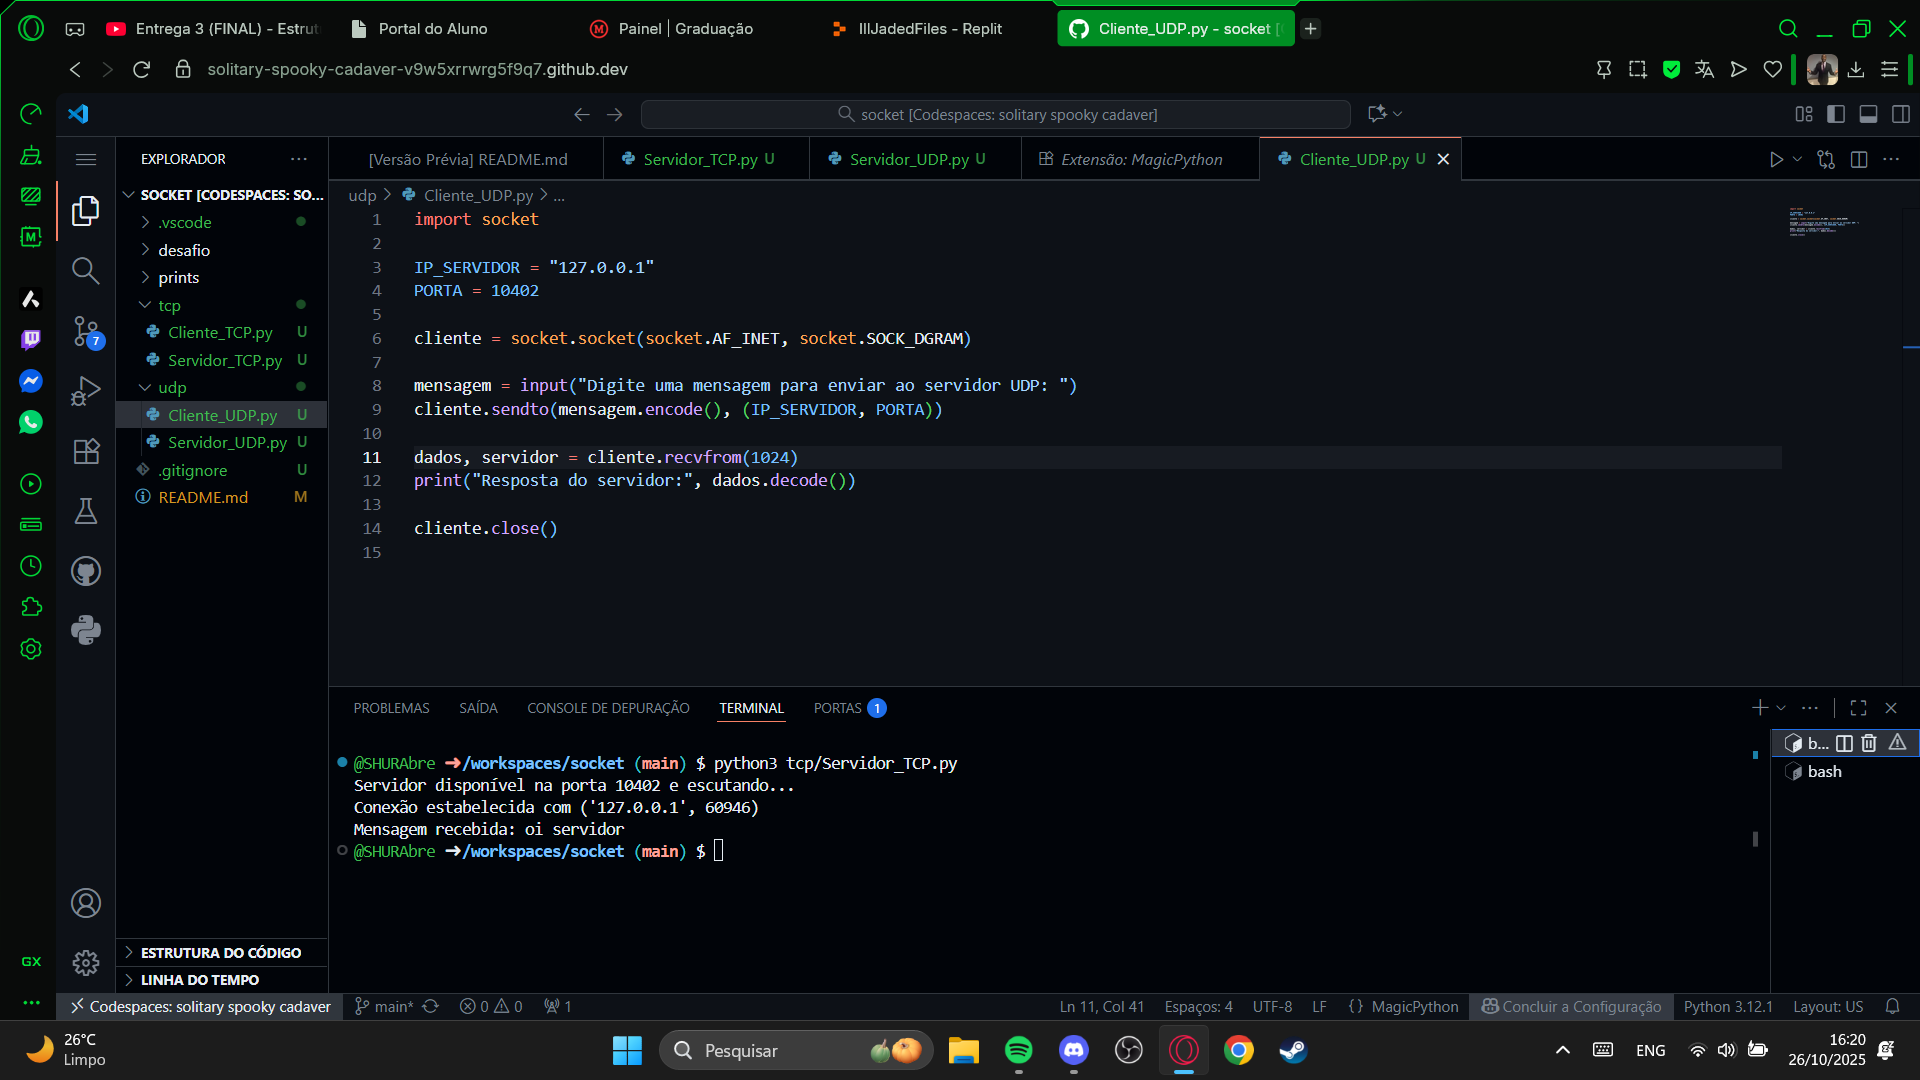 Entrega 3 (FINAL) - Estrut
Portal do Aluno
Painel | Graduação
IllJadedFiles - Replit
Cliente_UDP.py - socket [
solitary-spooky-cadaver-v9w5xrrwrg5f9q7.github.dev
socket [Codespaces: solitary spooky cadaver]
EXPLORADOR
[Versão Prévia] README.md
Servidor_TCP.py U
Servidor_UDP.py U
Extensão: MagicPython
Cliente_UDP.py U
SOCKET [CODESPACES: SO...
.vscode
desafio
prints
tcp
Cliente_TCP.py U
Servidor_TCP.py U
udp
Cliente_UDP.py U
Servidor_UDP.py U
.gitignore U
README.md M
7
udp > Cliente_UDP.py > ...
1 import socket
2
3 IP_SERVIDOR = "127.0.0.1"
4 PORTA = 10402
5
6 cliente = socket.socket(socket.AF_INET, socket.SOCK_DGRAM)
7
8 mensagem = input("Digite uma mensagem para enviar ao servidor UDP: ")
9 cliente.sendto(mensagem.encode(), (IP_SERVIDOR, PORTA))
10
11 dados, servidor = cliente.recvfrom(1024)
12 print("Resposta do servidor:", dados.decode())
13
14 cliente.close()
15
PROBLEMAS
SAÍDA
CONSOLE DE DEPURAÇÃO
TERMINAL
PORTAS 1
@SHURAbre ➜/workspaces/socket (main) $ python3 tcp/Servidor_TCP.py
Servidor disponível na porta 10402 e escutando...
Conexão estabelecida com ('127.0.0.1', 60946)
Mensagem recebida: oi servidor
@SHURAbre ➜/workspaces/socket (main) $
b...
bash
ESTRUTURA DO CÓDIGO
LINHA DO TEMPO
GX
Codespaces: solitary spooky cadaver
main*
0 0
1
Ln 11, Col 41
Espaços: 4
UTF-8
LF
{} MagicPython
Concluir a Configuração
Python 3.12.1
Layout: US
26°C
Limpo
Pesquisar
ENG
16:20
26/10/2025